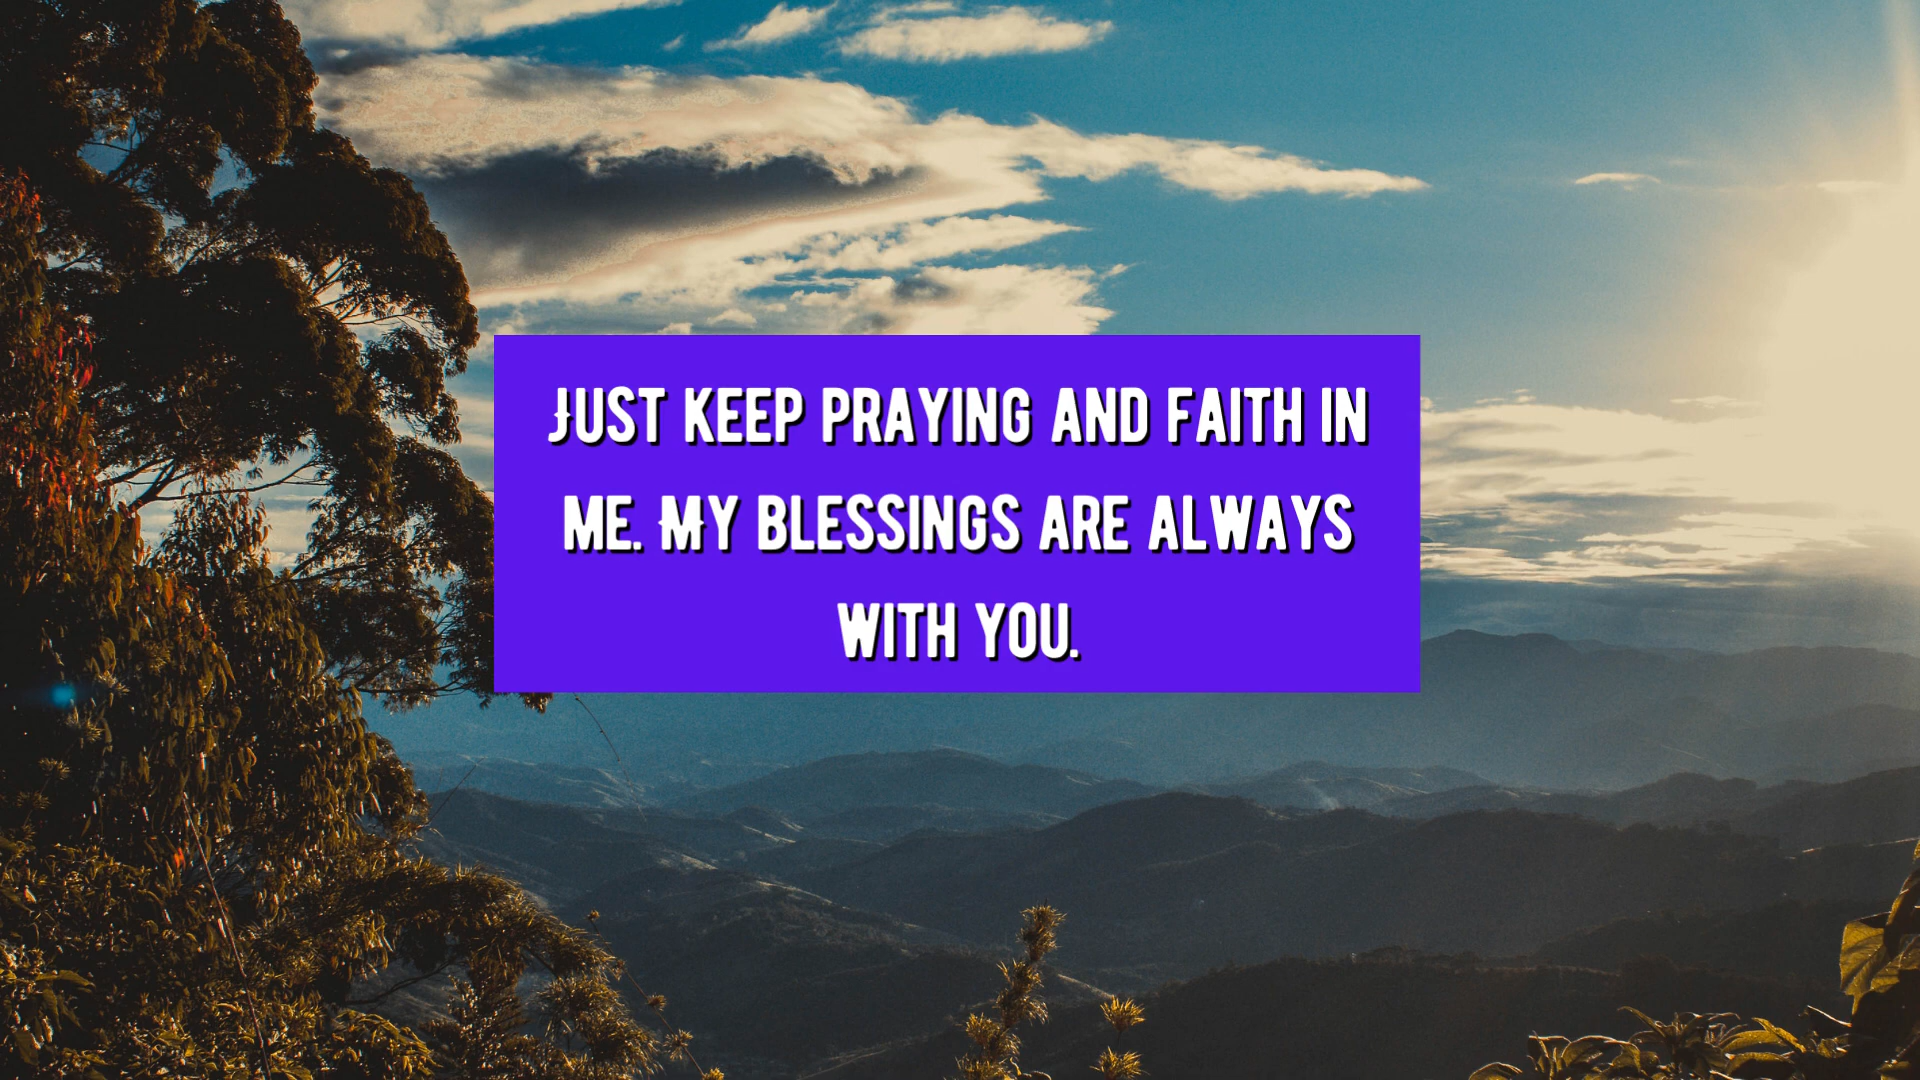 Just keep praying and faith in
me. My blessings are always
with you.